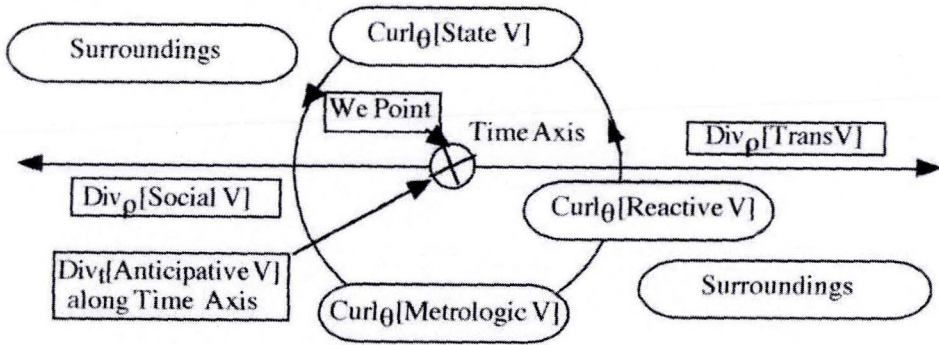 Surroundings
Curlθ[State V]
We Point
Time Axis
Divρ[TransV]
Divρ[Social V]
Curlθ[Reactive V]
Divt[Anticipative V]
along Time Axis
Curlθ[Metrologic V]
Surroundings